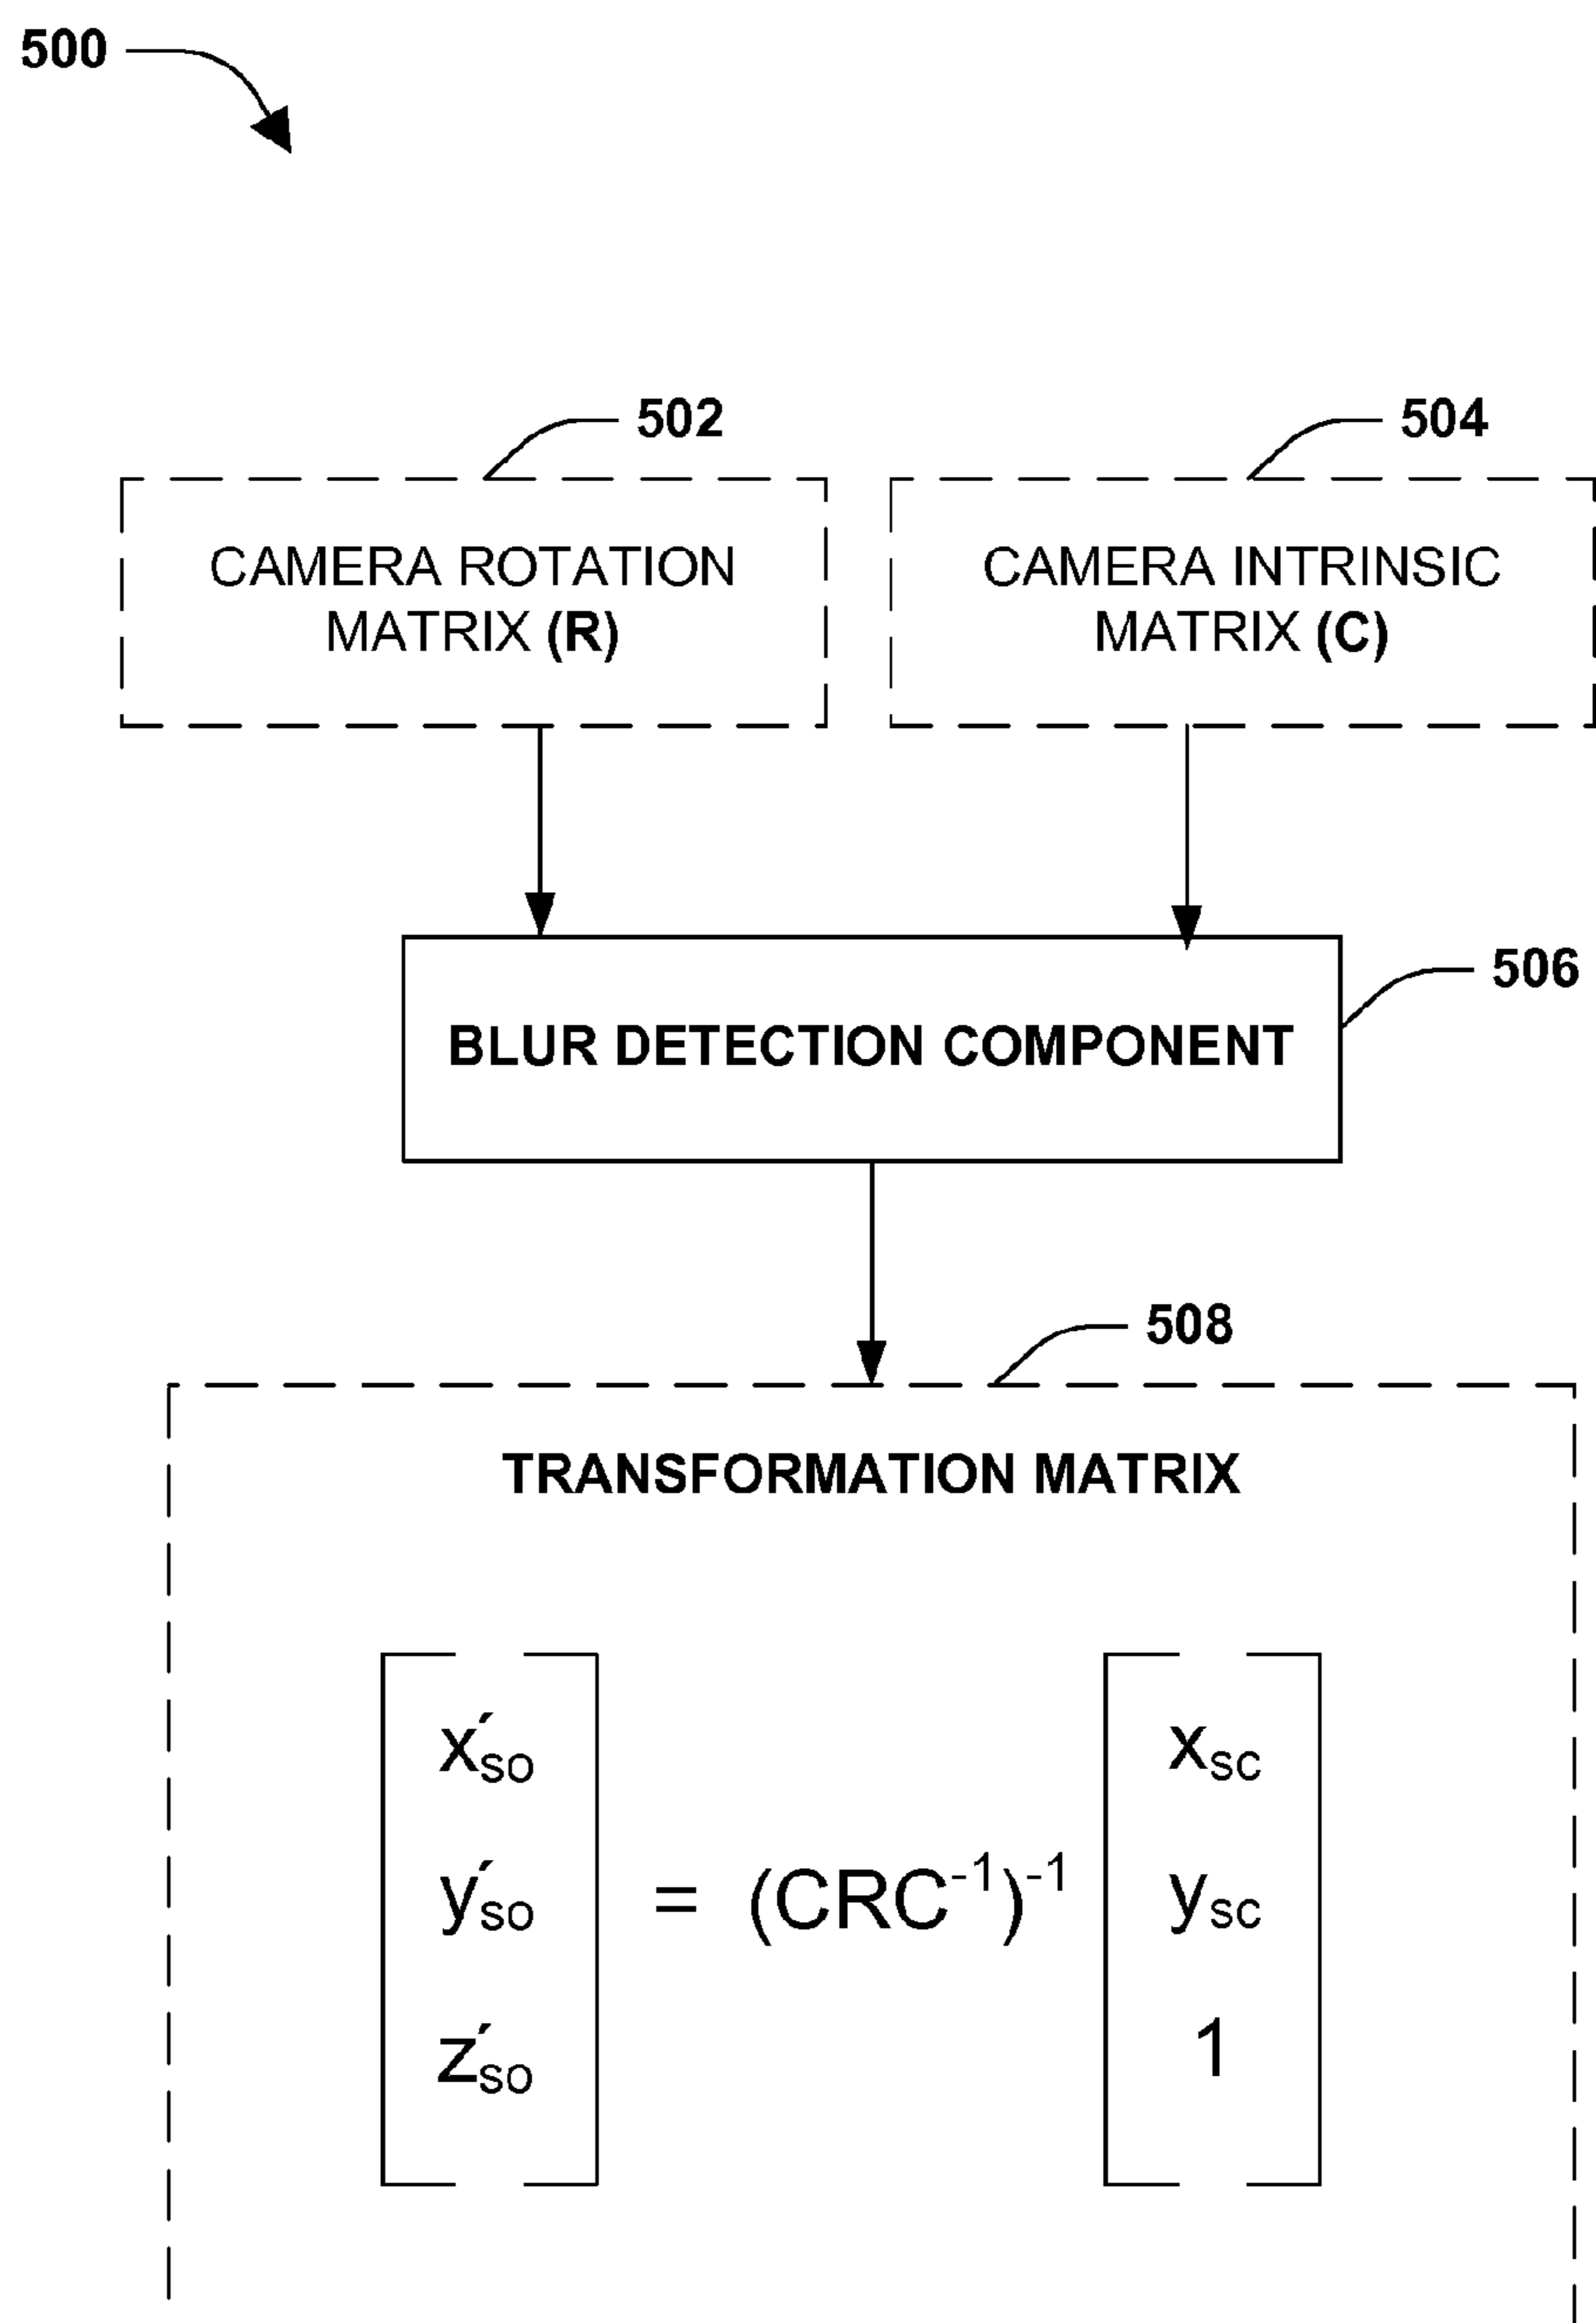 500
502
504
CAMERA ROTATION
MATRIX (R)
CAMERA INTRINSIC
MATRIX (C)
506
BLUR DETECTION COMPONENT
508
TRANSFORMATION MATRIX
x´so
y´so
z´so
= (CRC⁻¹)⁻¹
xsc
ysc
1